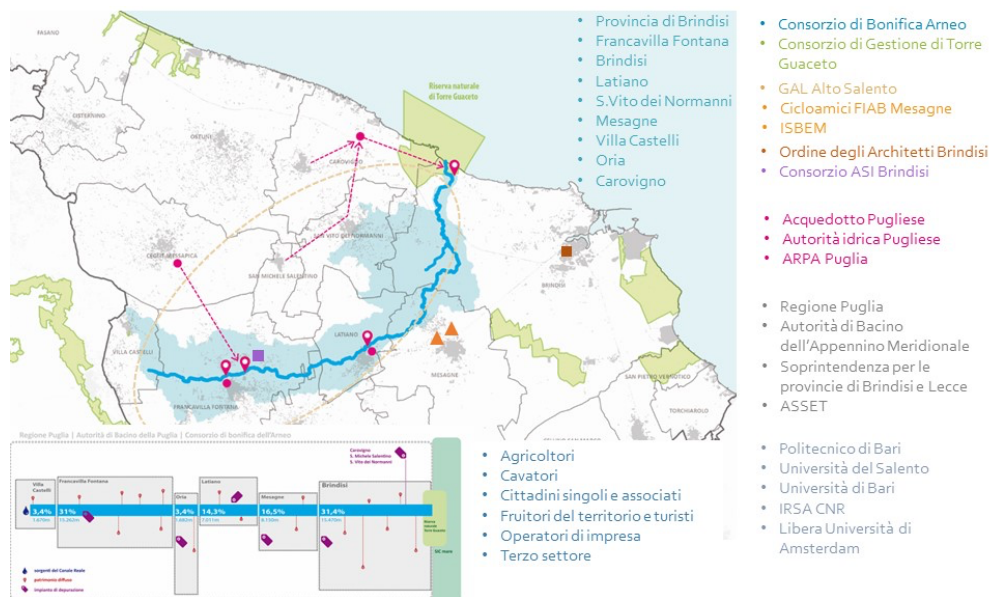 FASANO
OSTUNI
CAROVIGNO
Riserva naturale
di Torre Guaceto
SAN MICHELE SALENTINO
BRINDISI
VILLA CASTELLI
LATIANO
MESAGNE
FRANCAVILLA FONTANA
SAN PIETRO VERNOTICO
TORCHIAROLO
• Provincia di Brindisi
• Francavilla Fontana
• Brindisi
• Latiano
• S.Vito dei Normanni
• Mesagne
• Villa Castelli
• Oria
• Carovigno
• Consorzio di Bonifica Arneo
• Consorzio di Gestione di Torre
Guaceto
• GAL Alto Salento
• Cicloamici FIAB Mesagne
• ISBEM
• Ordine degli Architetti Brindisi
• Consorzio ASI Brindisi
• Acquedotto Pugliese
• Autorità idrica Pugliese
• ARPA Puglia
• Regione Puglia
• Autorità di Bacino
dell’Appennino Meridionale
• Soprintendenza per le
provincie di Brindisi e Lecce
• ASSET
• Politecnico di Bari
• Università del Salento
• Università di Bari
• IRSA CNR
• Libera Università di
Amsterdam
• Agricoltori
• Cavatori
• Cittadini singoli e associati
• Fruitori del territorio e turisti
• Operatori di impresa
• Terzo settore
Regione Puglia | Autorità di Bacino della Puglia | Consorzio di bonifica dell'Arneo
Carovigno
S. Michele Salentino
S. Vito dei Normanni
Villa
Castelli
Francavilla Fontana
Oria
Latiano
Mesagne
Brindisi
3,4%
31%
3,4%
14,3%
16,5%
31,4%
sorgenti del Canale Reale
patrimonio diffuso
impianto di depurazione
SIC mare